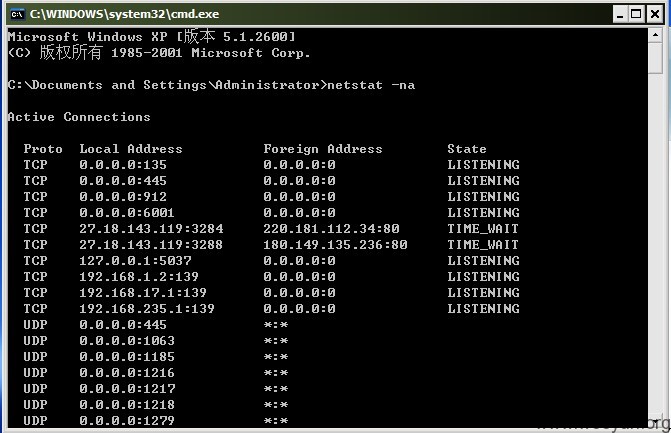 C:\WINDOWS\system32\cmd.exe
Microsoft Windows XP [版本 5.1.2600]
(C) 版权所有 1985-2001 Microsoft Corp.
C:\Documents and Settings\Administrator>netstat -na
Active Connections
Proto Local Address Foreign Address State
TCP 0.0.0.0:135 0.0.0.0:0 LISTENING
TCP 0.0.0.0:445 0.0.0.0:0 LISTENING
TCP 0.0.0.0:912 0.0.0.0:0 LISTENING
TCP 0.0.0.0:6001 0.0.0.0:0 LISTENING
TCP 27.18.143.119:3284 220.181.112.34:80 TIME_WAIT
TCP 27.18.143.119:3288 180.149.135.236:80 TIME_WAIT
TCP 127.0.0.1:5037 0.0.0.0:0 LISTENING
TCP 192.168.1.2:139 0.0.0.0:0 LISTENING
TCP 192.168.17.1:139 0.0.0.0:0 LISTENING
TCP 192.168.235.1:139 0.0.0.0:0 LISTENING
UDP 0.0.0.0:445 *:*
UDP 0.0.0.0:1063 *:*
UDP 0.0.0.0:1185 *:*
UDP 0.0.0.0:1216 *:*
UDP 0.0.0.0:1217 *:*
UDP 0.0.0.0:1218 *:*
UDP 0.0.0.0:1279 *:*